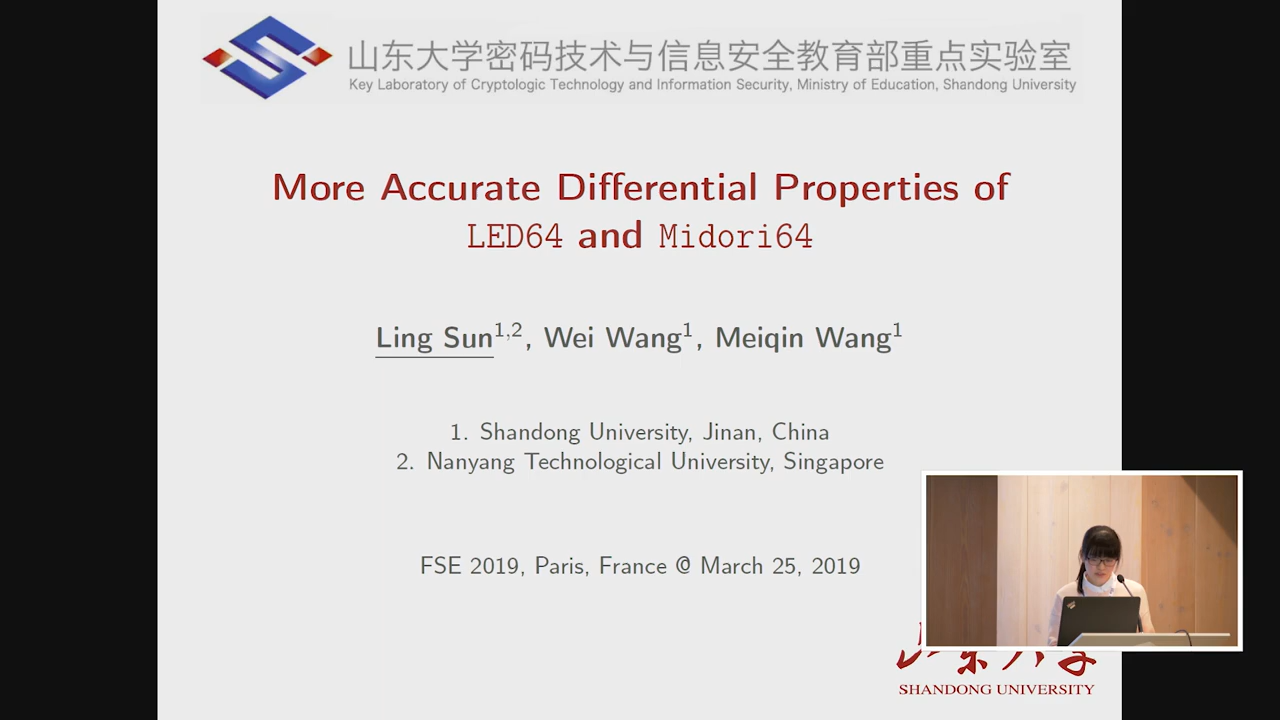 山东大学密码技术与信息安全教育部重点实验室
Key Laboratory of Cryptologic Technology and Information Security, Ministry of Education, Shandong University
More Accurate Differential Properties of
LED64 and Midori64
Ling Sun1,2, Wei Wang1, Meiqin Wang1
1. Shandong University, Jinan, China
2. Nanyang Technological University, Singapore
FSE 2019, Paris, France @ March 25, 2019
SHANDONG UNIVERSITY